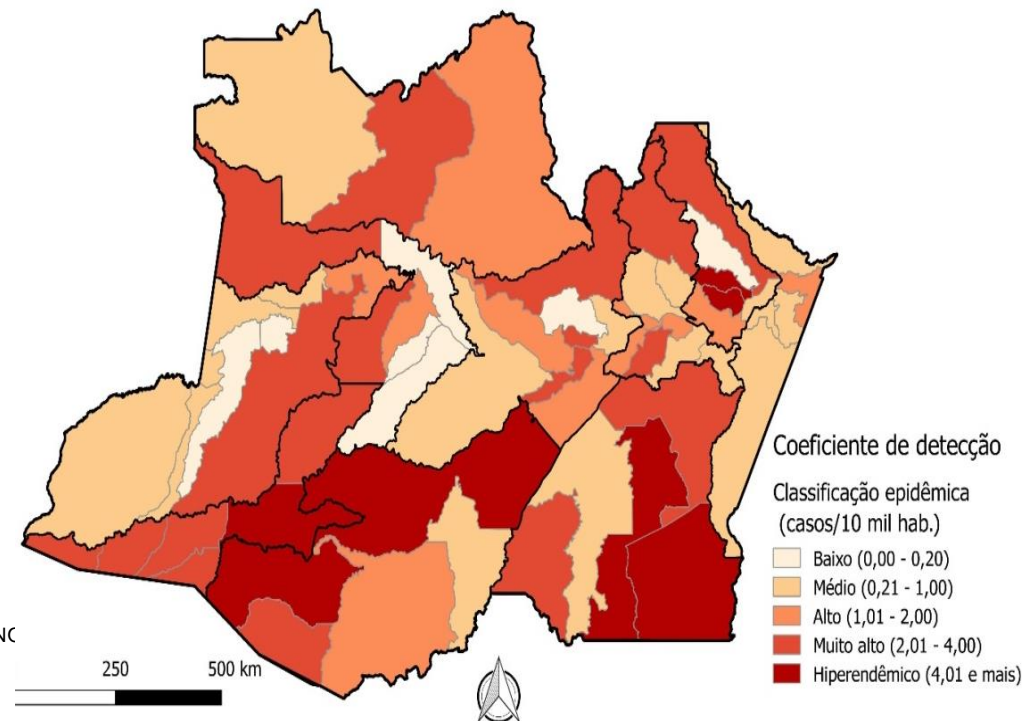 Coeficiente de detecção
Classificação epidêmica
(casos/10 mil hab.)
Baixo (0,00 - 0,20)
Médio (0,21 - 1,00)
Alto (1,01 - 2,00)
Muito alto (2,01 - 4,00)
Hiperendêmico (4,01 e mais)
250 500 km